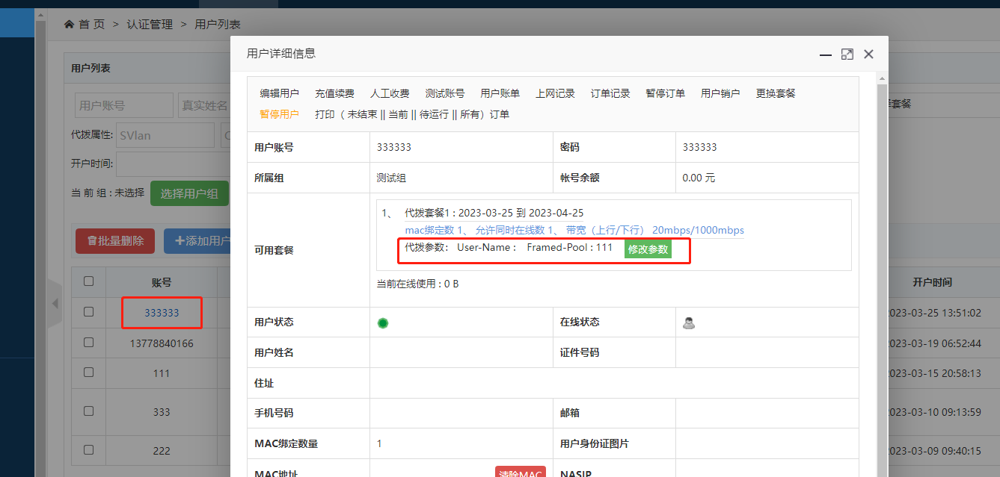 首 页 > 认证管理 > 用户列表
用户列表
用户账号 真实姓名
代拨属性: SVlan
开户时间:
当 前 组 : 未选择 选择用户组
批量删除 添加用户
账号
333333
13778840166
111
333
222
用户详细信息
编辑用户 充值续费 人工收费 测试账号 用户账单 上网记录 订单记录 暂停订单 用户销户 更换套餐
暂停用户 打印（ 未结束 || 当前 || 待运行 || 所有）订单
用户账号 333333 密码 333333
所属组 测试组 帐号余额 0.00 元
可用套餐
1、 代拨套餐1 : 2023-03-25 到 2023-04-25
mac绑定数 1、 允许同时在线数 1、 带宽（上行/下行） 20mbps/1000mbps
代拨参数: User-Name : Framed-Pool : 111 修改参数
当前在线使用 : 0 B
用户状态 在线状态
用户姓名 证件号码
住址
手机号码 邮箱
MAC绑定数量 1 用户身份证图片
MAC地址 清除MAC NASIP
套餐
开户时间
2023-03-25 13:51:02
2023-03-19 06:52:44
2023-03-15 20:58:13
2023-03-10 09:13:59
2023-03-09 09:40:15